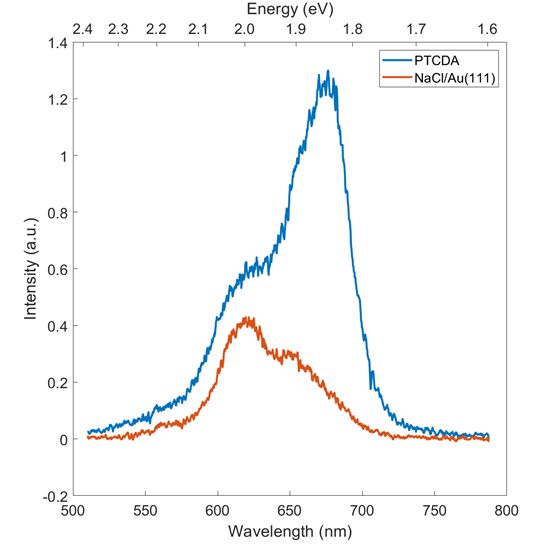 Energy (eV)
2.4 2.3 2.2 2.1 2.0 1.9 1.8 1.7 1.6
1.4
PTCDA
NaCl/Au(111)
1.2
1
0.8
0.6
0.4
0.2
0
-0.2
Intensity (a.u.)
500 550 600 650 700 750 800
Wavelength (nm)